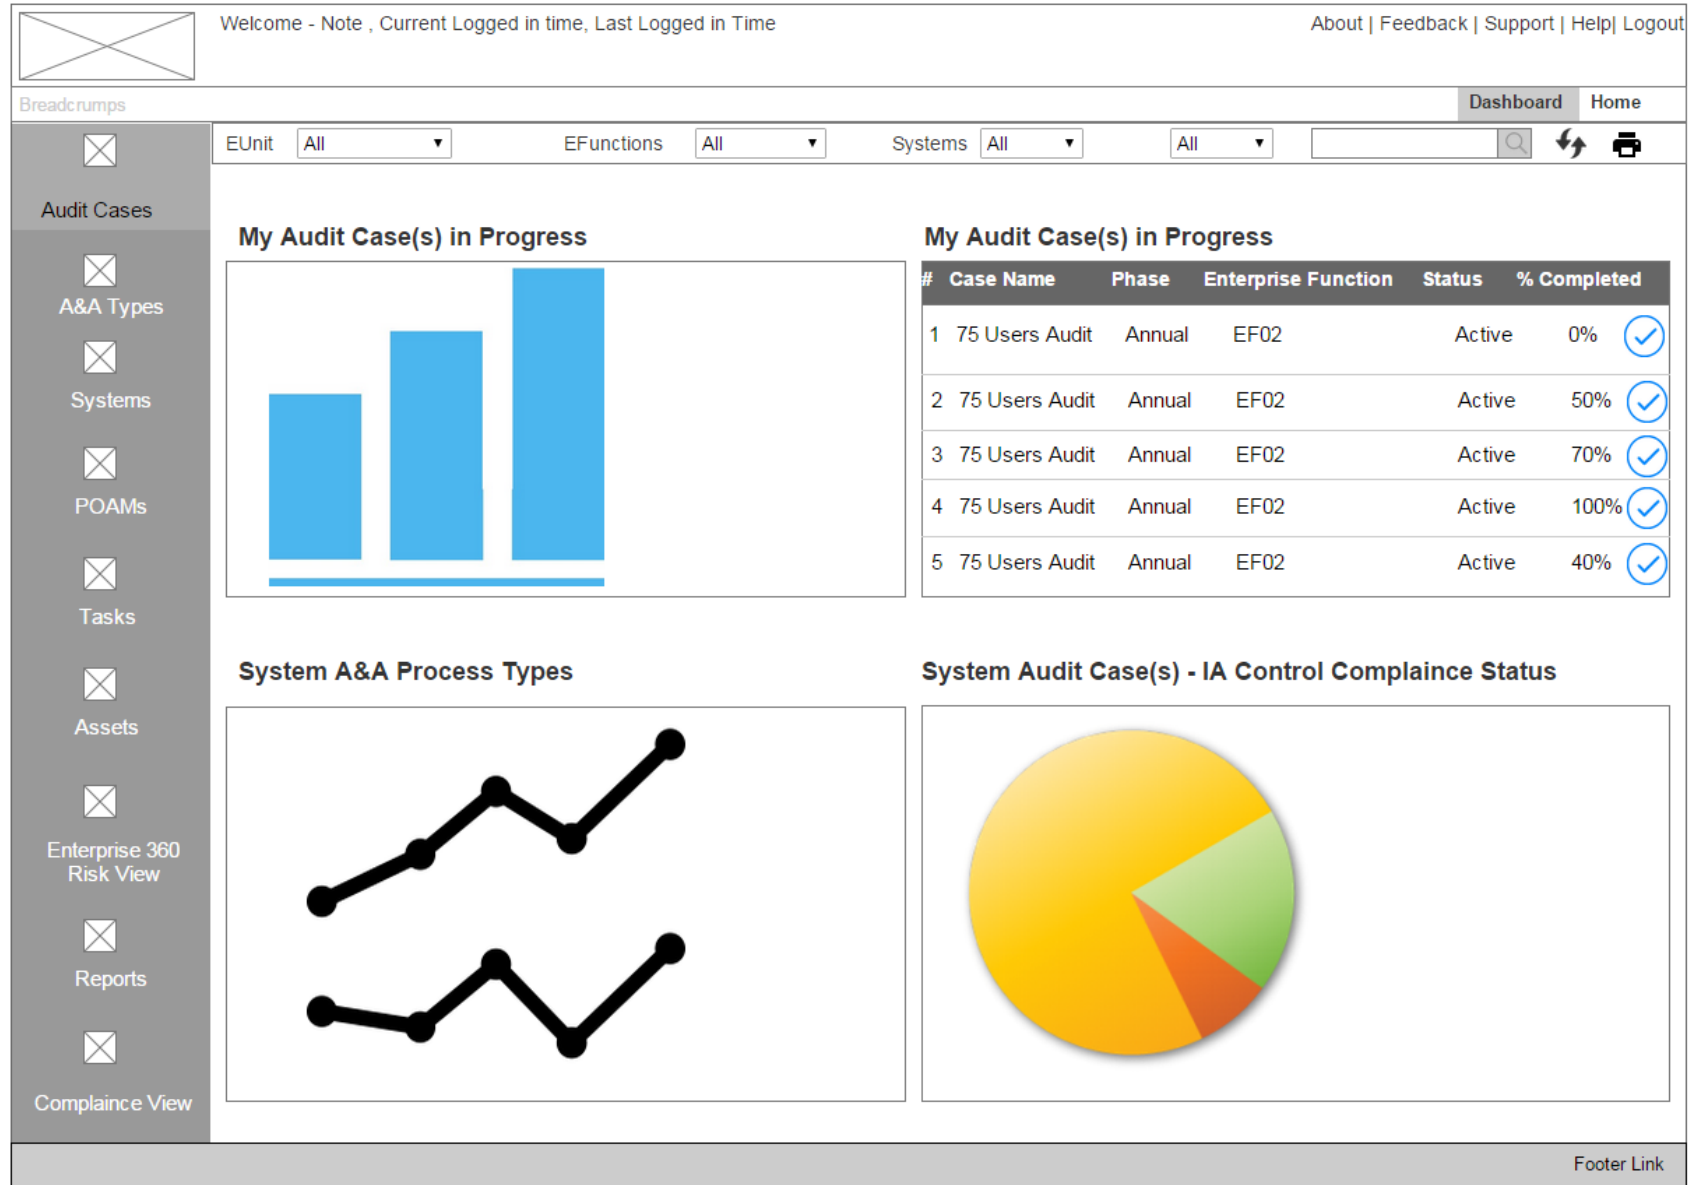 Welcome - Note , Current Logged in time, Last Logged in Time
About | Feedback | Support | Help| Logout
Breadcrumps
Dashboard Home
EUnit All EFunctions All Systems All All
Audit Cases
A&A Types
Systems
POAMs
Tasks
Assets
Enterprise 360
Risk View
Reports
Complaince View
My Audit Case(s) in Progress
My Audit Case(s) in Progress
# Case Name Phase Enterprise Function Status % Completed
1 75 Users Audit Annual EF02 Active 0%
2 75 Users Audit Annual EF02 Active 50%
3 75 Users Audit Annual EF02 Active 70%
4 75 Users Audit Annual EF02 Active 100%
5 75 Users Audit Annual EF02 Active 40%
System A&A Process Types
System Audit Case(s) - IA Control Complaince Status
Footer Link